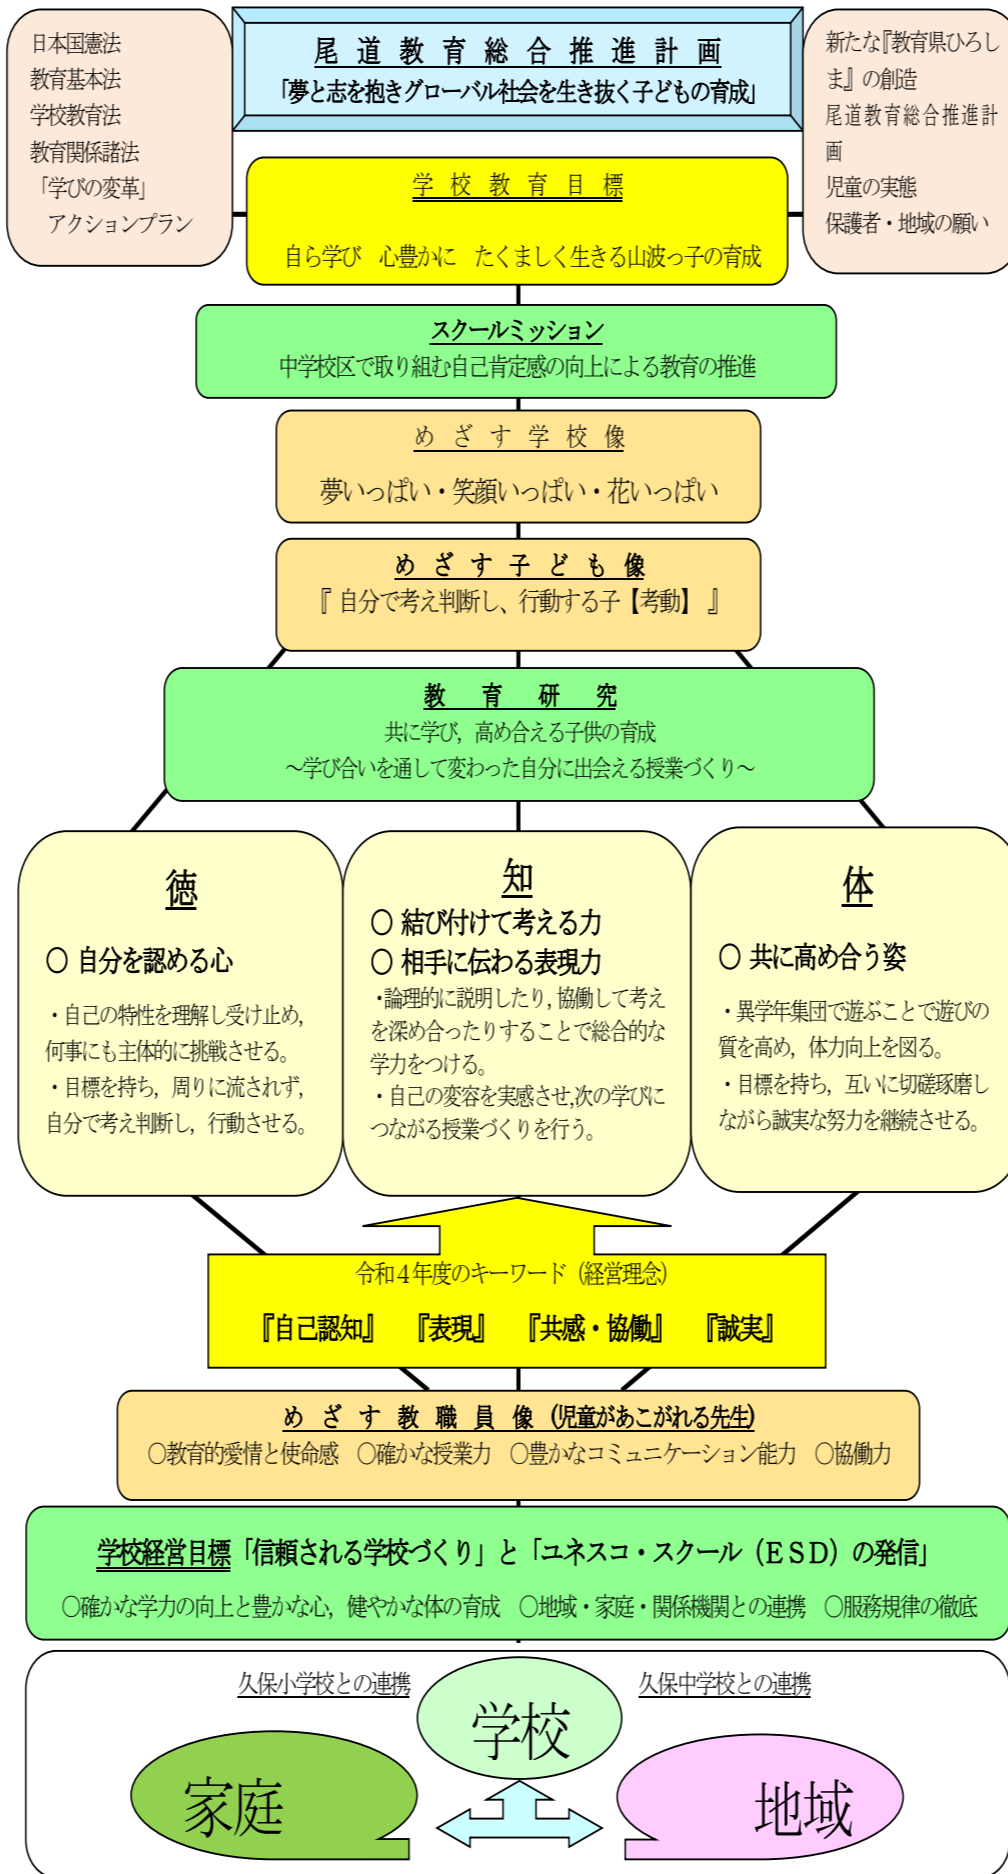 日本国憲法
教育基本法
学校教育法
教育関係諸法
「学びの変革」
アクションプラン
尾道教育総合推進計画
「夢と志を抱きグローバル社会を生き抜く子どもの育成」
新たな『教育県ひろし
ま』の創造
尾道教育総合推進計
画
児童の実態
保護者・地域の願い
学校教育目標
自ら学び　心豊かに　たくましく生きる山波っ子の育成
スクールミッション
中学校区で取り組む自己肯定感の向上による教育の推進
めざす学校像
夢いっぱい・笑顔いっぱい・花いっぱい
めざす子ども像
『 自分で考え判断し、行動する子【考動】 』
教育研究
共に学び，高め合える子供の育成
～学び合いを通して変わった自分に出会える授業づくり～
徳
○ 自分を認める心
・自己の特性を理解し受け止め，
何事にも主体的に挑戦させる。
・目標を持ち，周りに流されず，
自分で考え判断し，行動させる。
知
○ 結び付けて考える力
○ 相手に伝わる表現力
・論理的に説明したり，協働して考え
を深め合ったりすることで総合的な
学力をつける。
・自己の変容を実感させ,次の学びに
つながる授業づくりを行う。
体
○ 共に高め合う姿
・異学年集団で遊ぶことで遊びの
質を高め，体力向上を図る。
・目標を持ち，互いに切磋琢磨し
ながら誠実な努力を継続させる。
令和４年度のキーワード（経営理念）
『自己認知』　『表現』　『共感・協働』　『誠実』
めざす教職員像（児童があこがれる先生）
○教育的愛情と使命感　○確かな授業力　○豊かなコミュニケーション能力　○協働力
学校経営目標「信頼される学校づくり」と「ユネスコ・スクール（ＥＳＤ）の発信」
○確かな学力の向上と豊かな心，健やかな体の育成　○地域・家庭・関係機関との連携　○服務規律の徹底
久保小学校との連携
久保中学校との連携
学校
家庭
地域